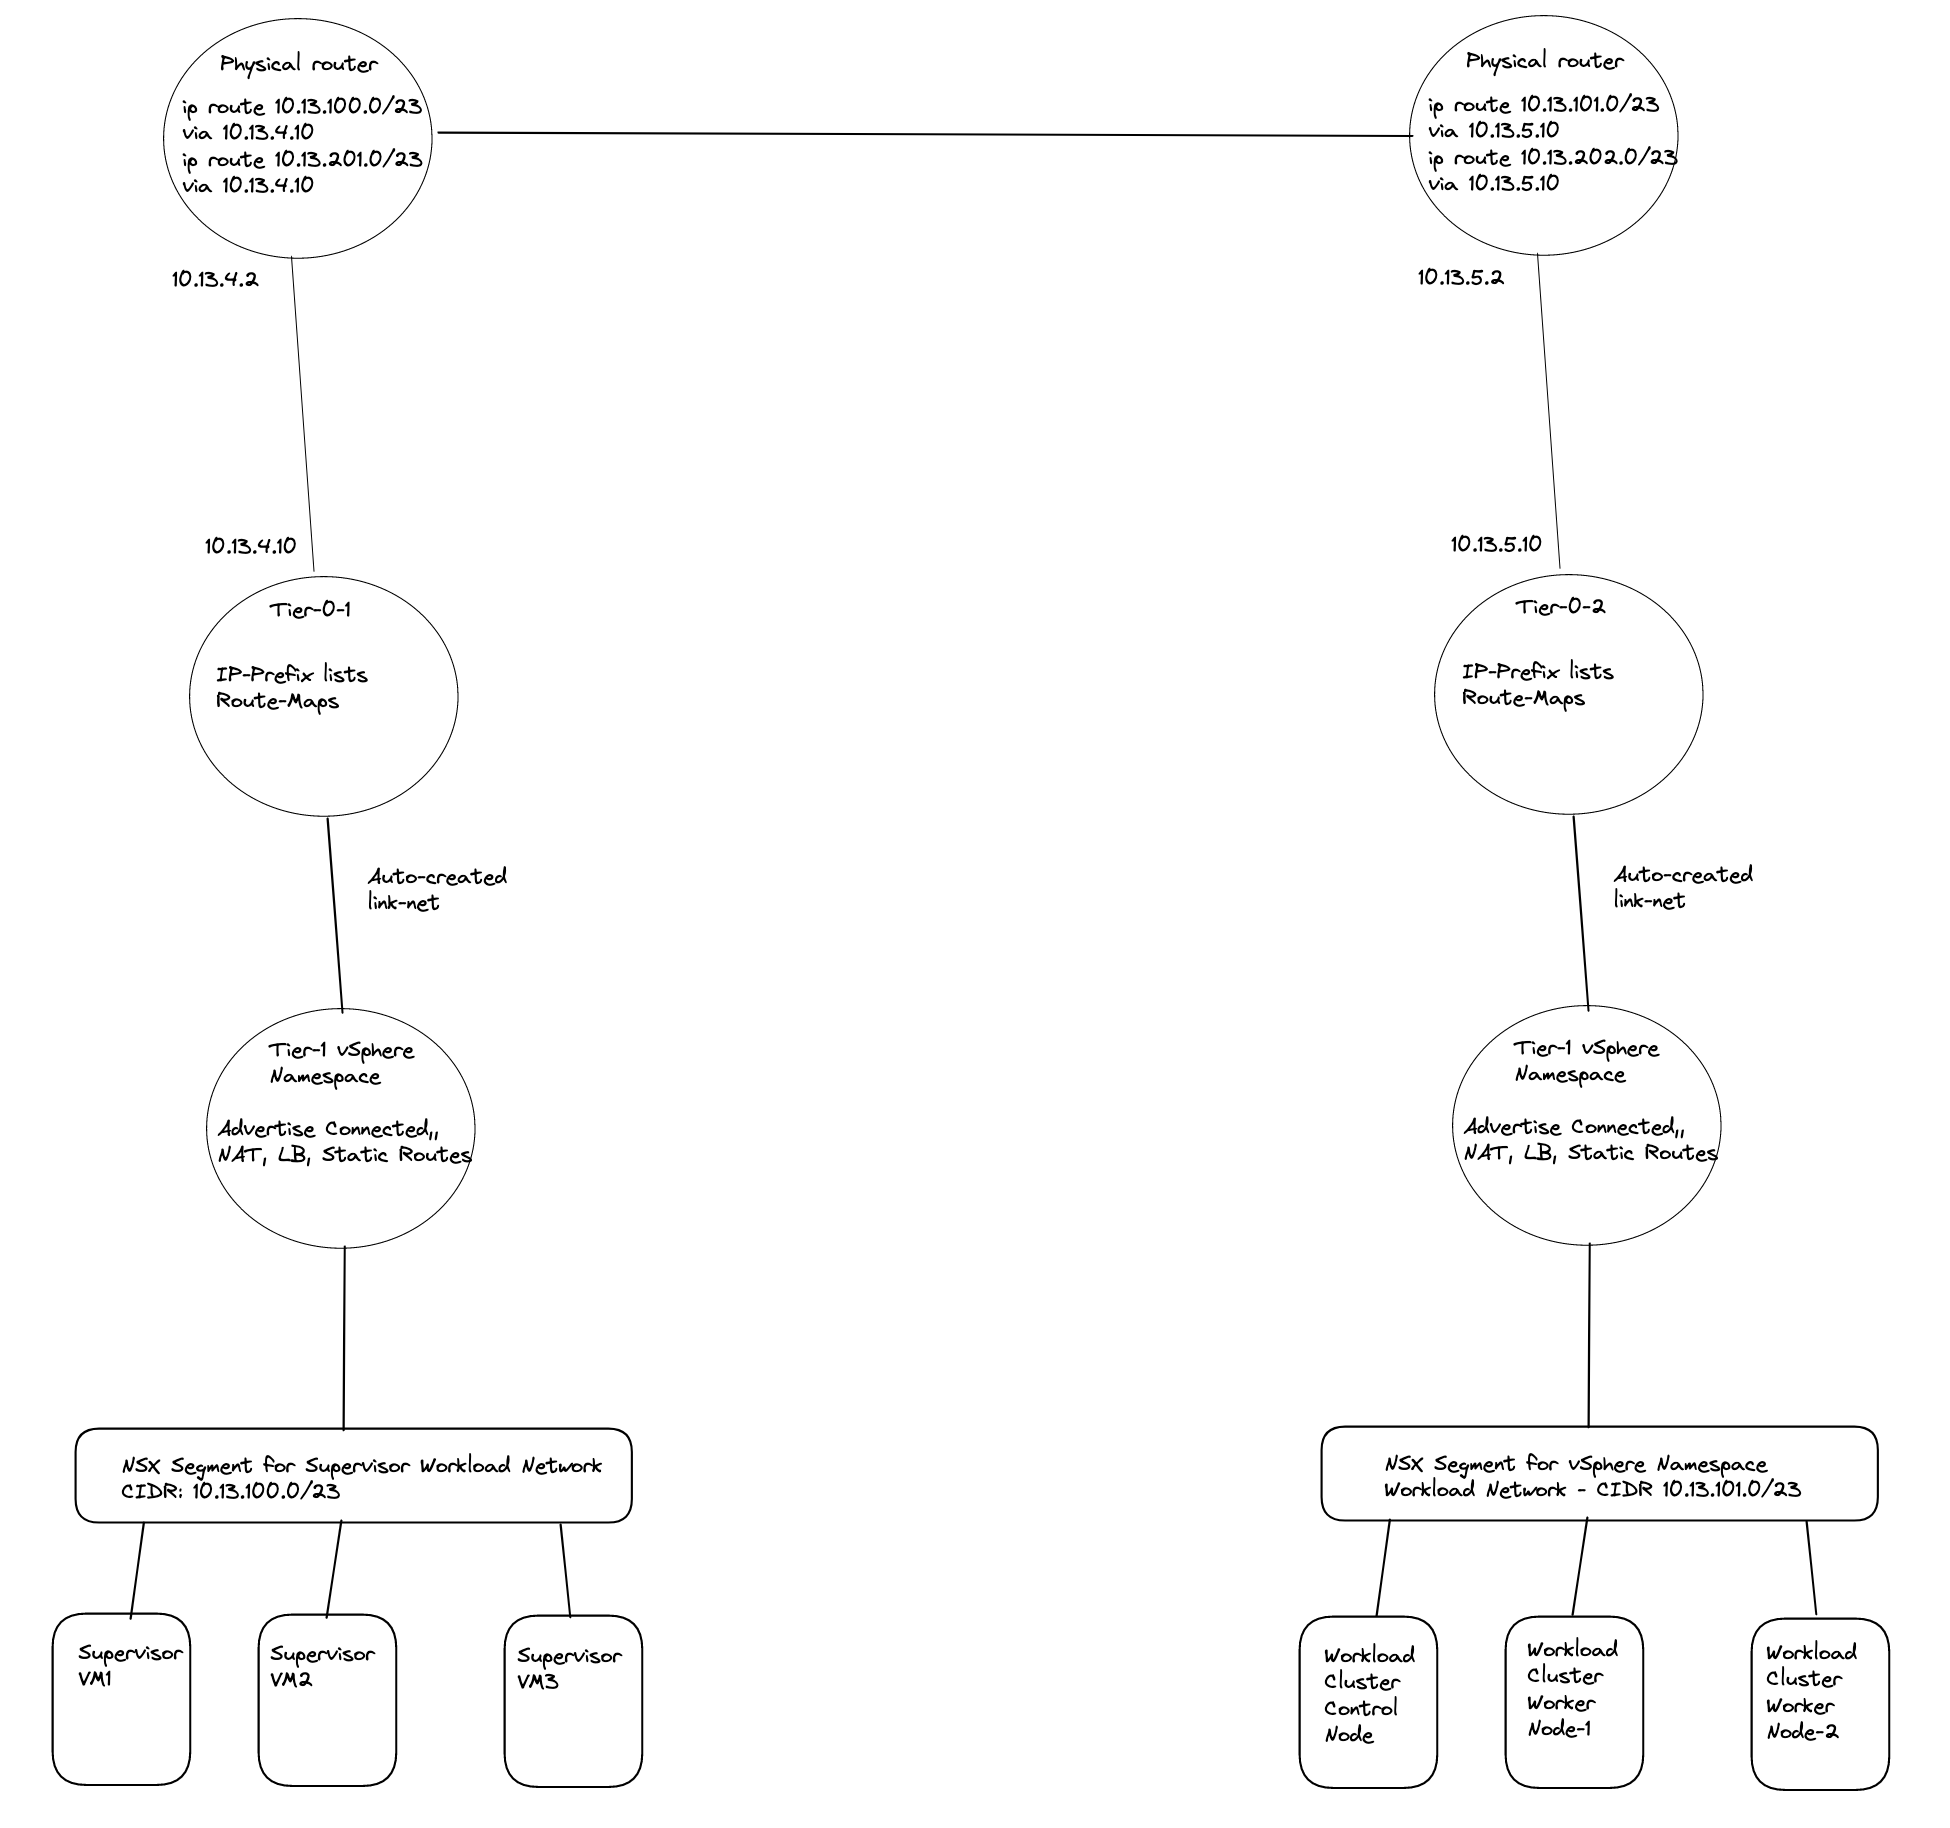 Physical router
ip route 10.13.100.0/23
via 10.13.4.10
ip route 10.13.201.0/23
via 10.13.4.10
10.13.4.2
10.13.4.10
Tier-0-1
IP-Prefix lists
Route-Maps
Auto-created
link-net
Tier-1 vSphere
Namespace
Advertise Connected,,
NAT, LB, Static Routes
NSX Segment for Supervisor Workload Network
CIDR: 10.13.100.0/23
Supervisor
VM1
Supervisor
VM2
Supervisor
VM3
Physical router
ip route 10.13.101.0/23
via 10.13.5.10
ip route 10.13.202.0/23
via 10.13.5.10
10.13.5.2
10.13.5.10
Tier-0-2
IP-Prefix lists
Route-Maps
Auto-created
link-net
Tier-1 vSphere
Namespace
Advertise Connected,,
NAT, LB, Static Routes
NSX Segment for vSphere Namespace
Workload Network - CIDR 10.13.101.0/23
Workload
Cluster
Control
Node
Workload
Cluster
Worker
Node-1
Workload
Cluster
Worker
Node-2